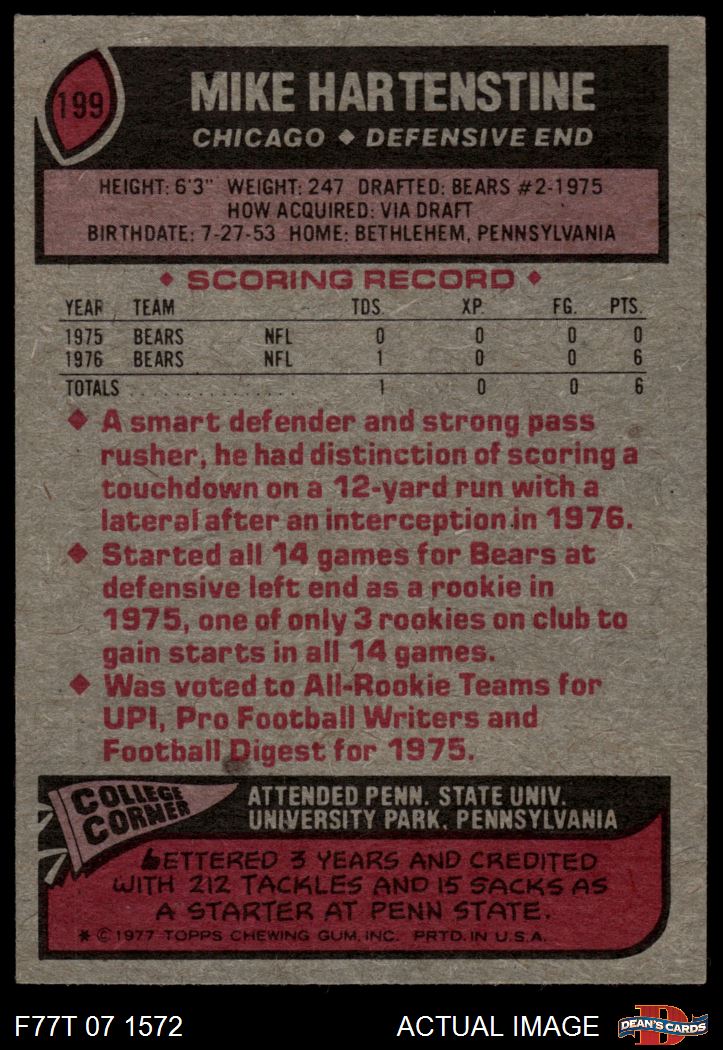 199
MIKE HARTENSTINE
CHICAGO ◆ DEFENSIVE END
HEIGHT: 6'3" WEIGHT: 247 DRAFTED: BEARS #2-1975
HOW ACQUIRED: VIA DRAFT
BIRTHDATE: 7-27-53 HOME: BETHLEHEM, PENNSYLVANIA
◆ SCORING RECORD ◆
YEAR TEAM TDS. XP. FG. PTS.
1975 BEARS NFL 0 0 0 0
1976 BEARS NFL 1 0 0 6
TOTALS . . . . . . . . . . . . . . 1 0 0 6
◆ A smart defender and strong pass
rusher, he had distinction of scoring a
touchdown on a 12-yard run with a
lateral after an interception in 1976.
◆ Started all 14 games for Bears at
defensive left end as a rookie in
1975, one of only 3 rookies on club to
gain starts in all 14 games.
◆ Was voted to All-Rookie Teams for
UPI, Pro Football Writers and
Football Digest for 1975.
COLLEGE
CORNER
ATTENDED PENN. STATE UNIV.
UNIVERSITY PARK, PENNSYLVANIA
LETTERED 3 YEARS AND CREDITED
WITH 212 TACKLES AND 15 SACKS AS
A STARTER AT PENN STATE.
* © 1977 TOPPS CHEWING GUM, INC. PRTD. IN U.S.A.
F77T 07 1572
ACTUAL IMAGE
D
DEAN'S CARDS